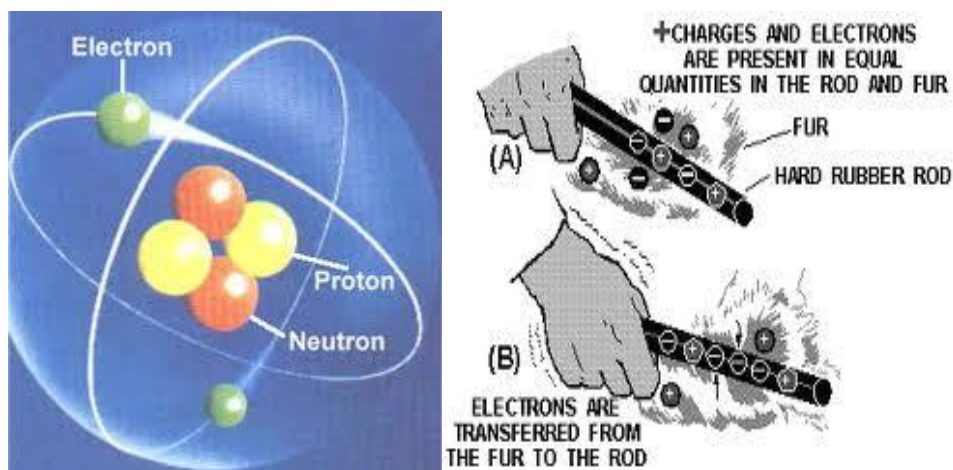 Electron
Proton
Neutron
+CHARGES AND ELECTRONS
ARE PRESENT IN EQUAL
QUANTITIES IN THE ROD AND FUR
FUR
(A)
HARD RUBBER ROD
(B)
ELECTRONS ARE
TRANSFERRED FROM
THE FUR TO THE ROD